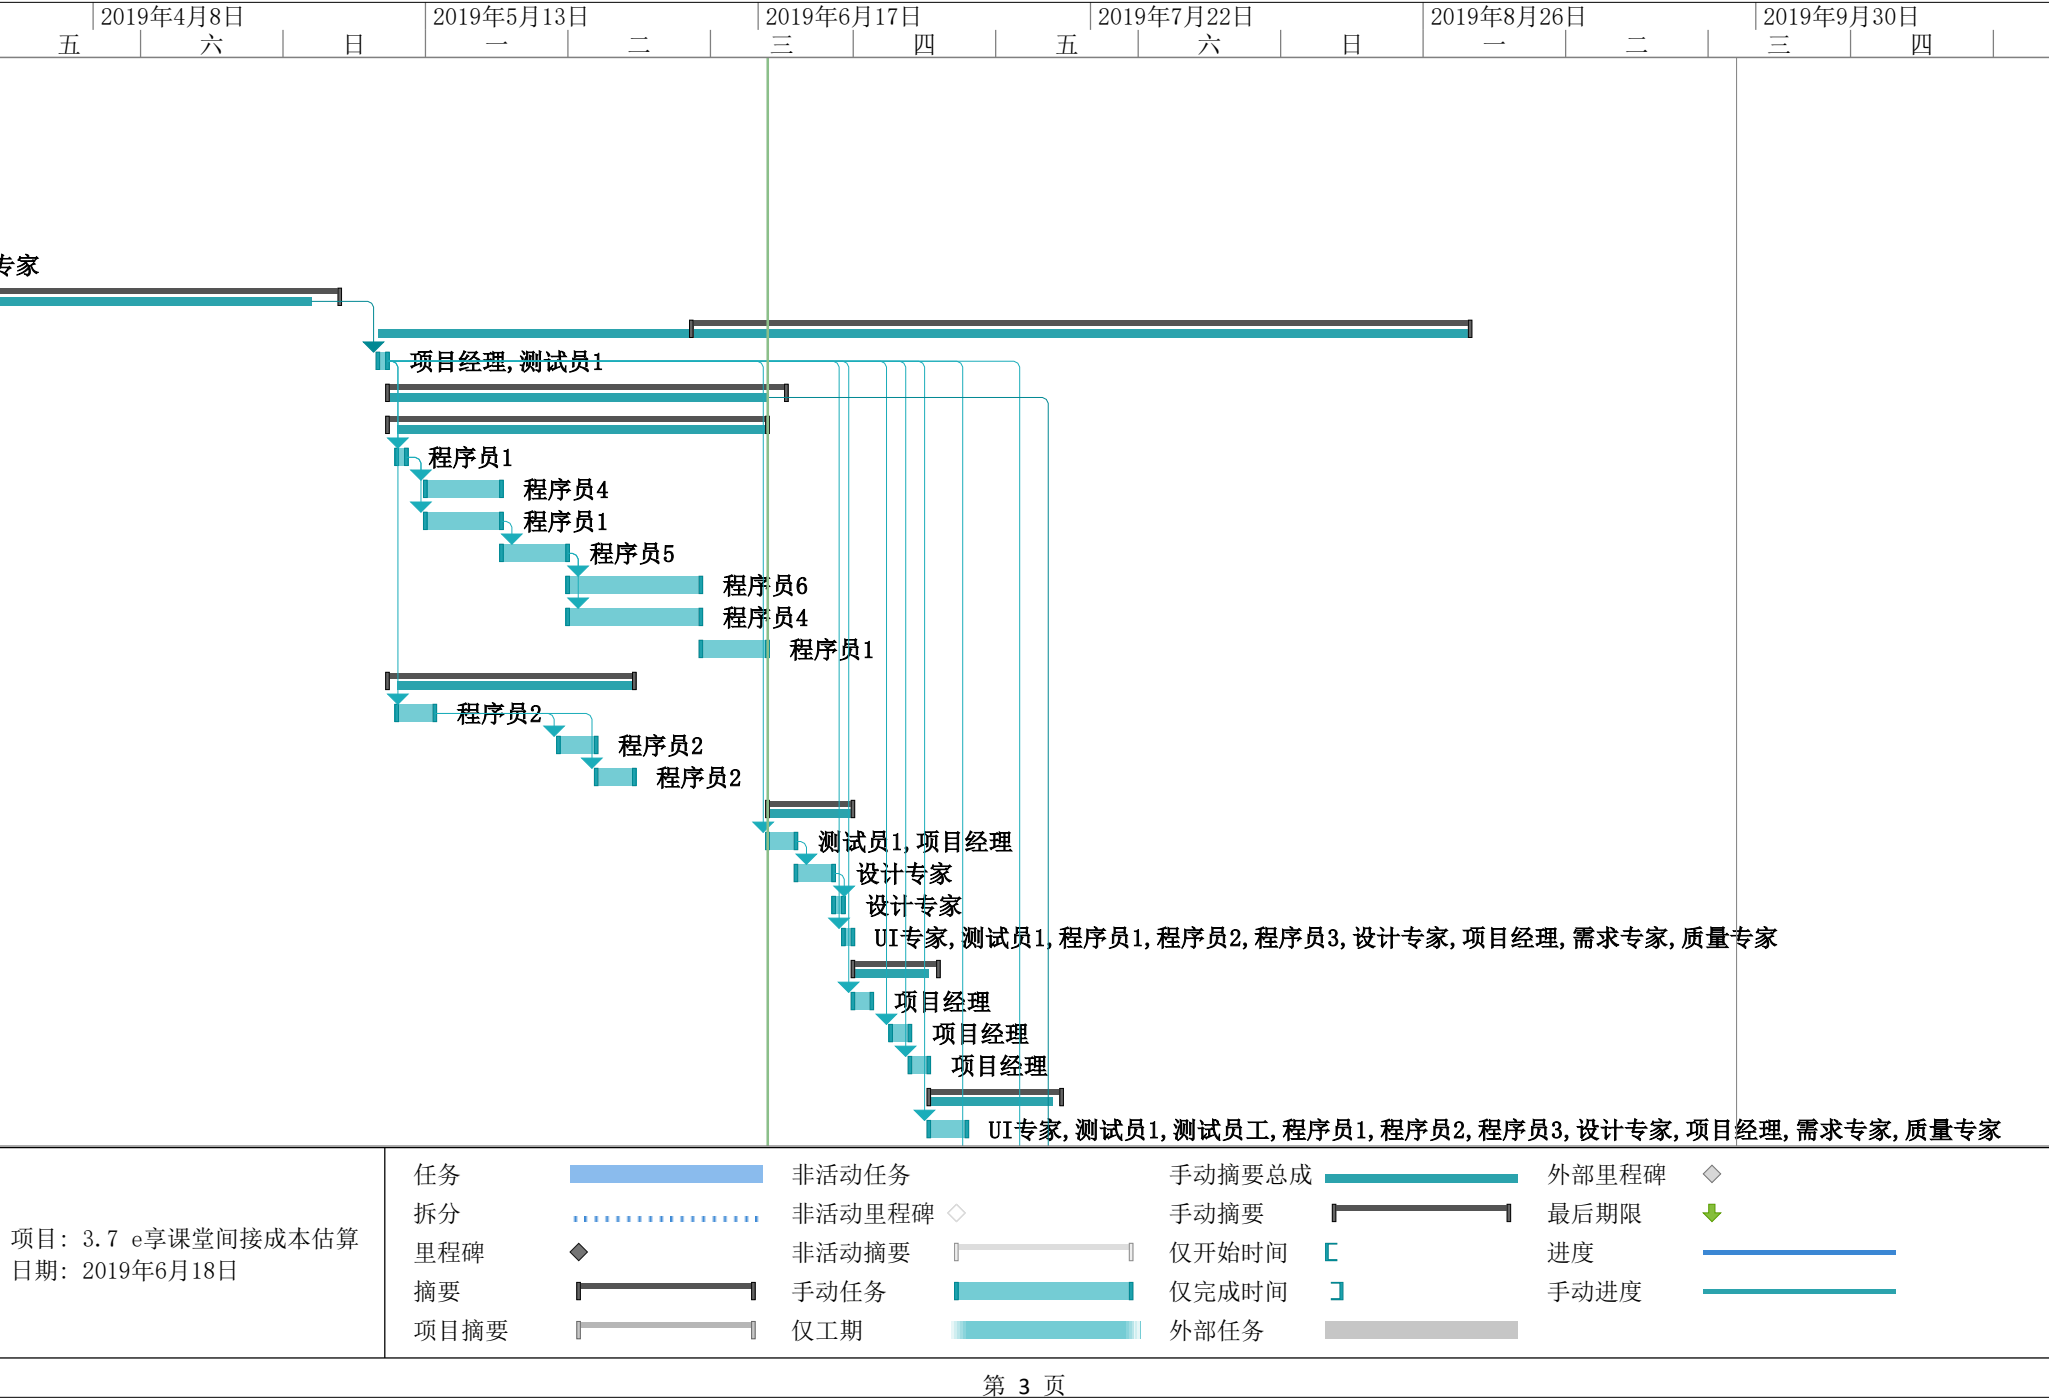 2019年4月8日 2019年5月13日 2019年6月17日 2019年7月22日 2019年8月26日 2019年9月30日
五 六 日 一 二 三 四 五 六 日 一 二 三 四
专家
项目经理,测试员1
程序员1
程序员4
程序员1
程序员5
程序员6
程序员4
程序员1
程序员2
程序员2
程序员2
测试员1,项目经理
设计专家
设计专家
UI专家,测试员1,程序员1,程序员2,程序员3,设计专家,项目经理,需求专家,质量专家
项目经理
项目经理
项目经理
UI专家,测试员1,测试员工,程序员1,程序员2,程序员3,设计专家,项目经理,需求专家,质量专家
项目: 3.7 e享课堂间接成本估算
日期: 2019年6月18日
任务 非活动任务 手动摘要总成 外部里程碑
拆分 非活动里程碑 手动摘要 最后期限
里程碑 非活动摘要 仅开始时间 进度
摘要 手动任务 仅完成时间 手动进度
项目摘要 仅工期 外部任务
第 3 页